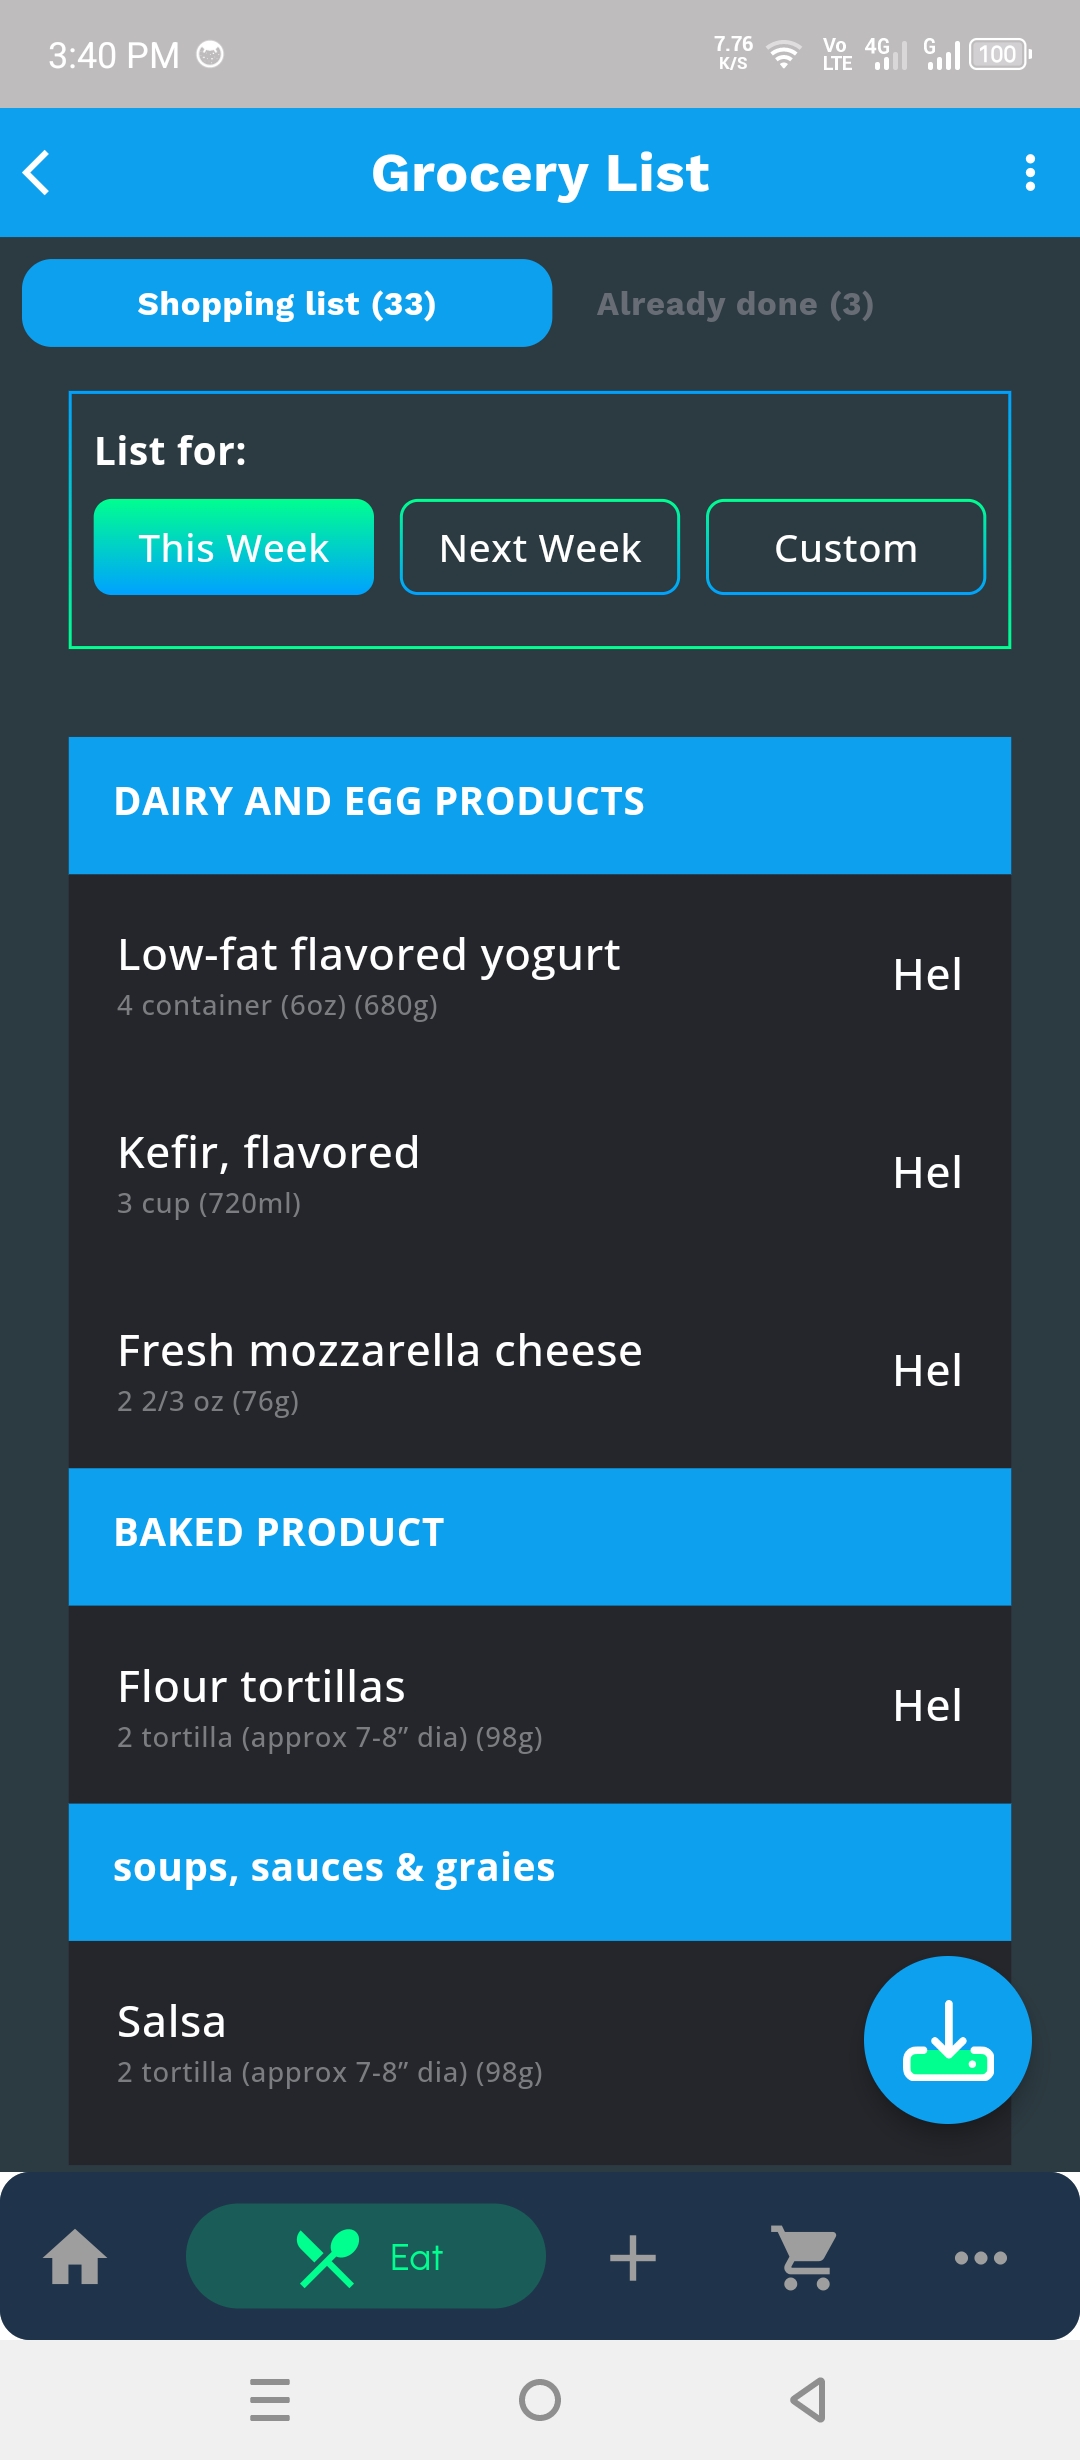 3:40 PM
7.76 K/S
Vo LTE
4G
G
100
Grocery List
Shopping list (33)
Already done (3)
List for:
This Week
Next Week
Custom
DAIRY AND EGG PRODUCTS
Low-fat flavored yogurt
4 container (6oz) (680g)
Hel
Kefir, flavored
3 cup (720ml)
Hel
Fresh mozzarella cheese
2 2/3 oz (76g)
Hel
BAKED PRODUCT
Flour tortillas
2 tortilla (approx 7-8” dia) (98g)
Hel
soups, sauces & graies
Salsa
2 tortilla (approx 7-8” dia) (98g)
Eat